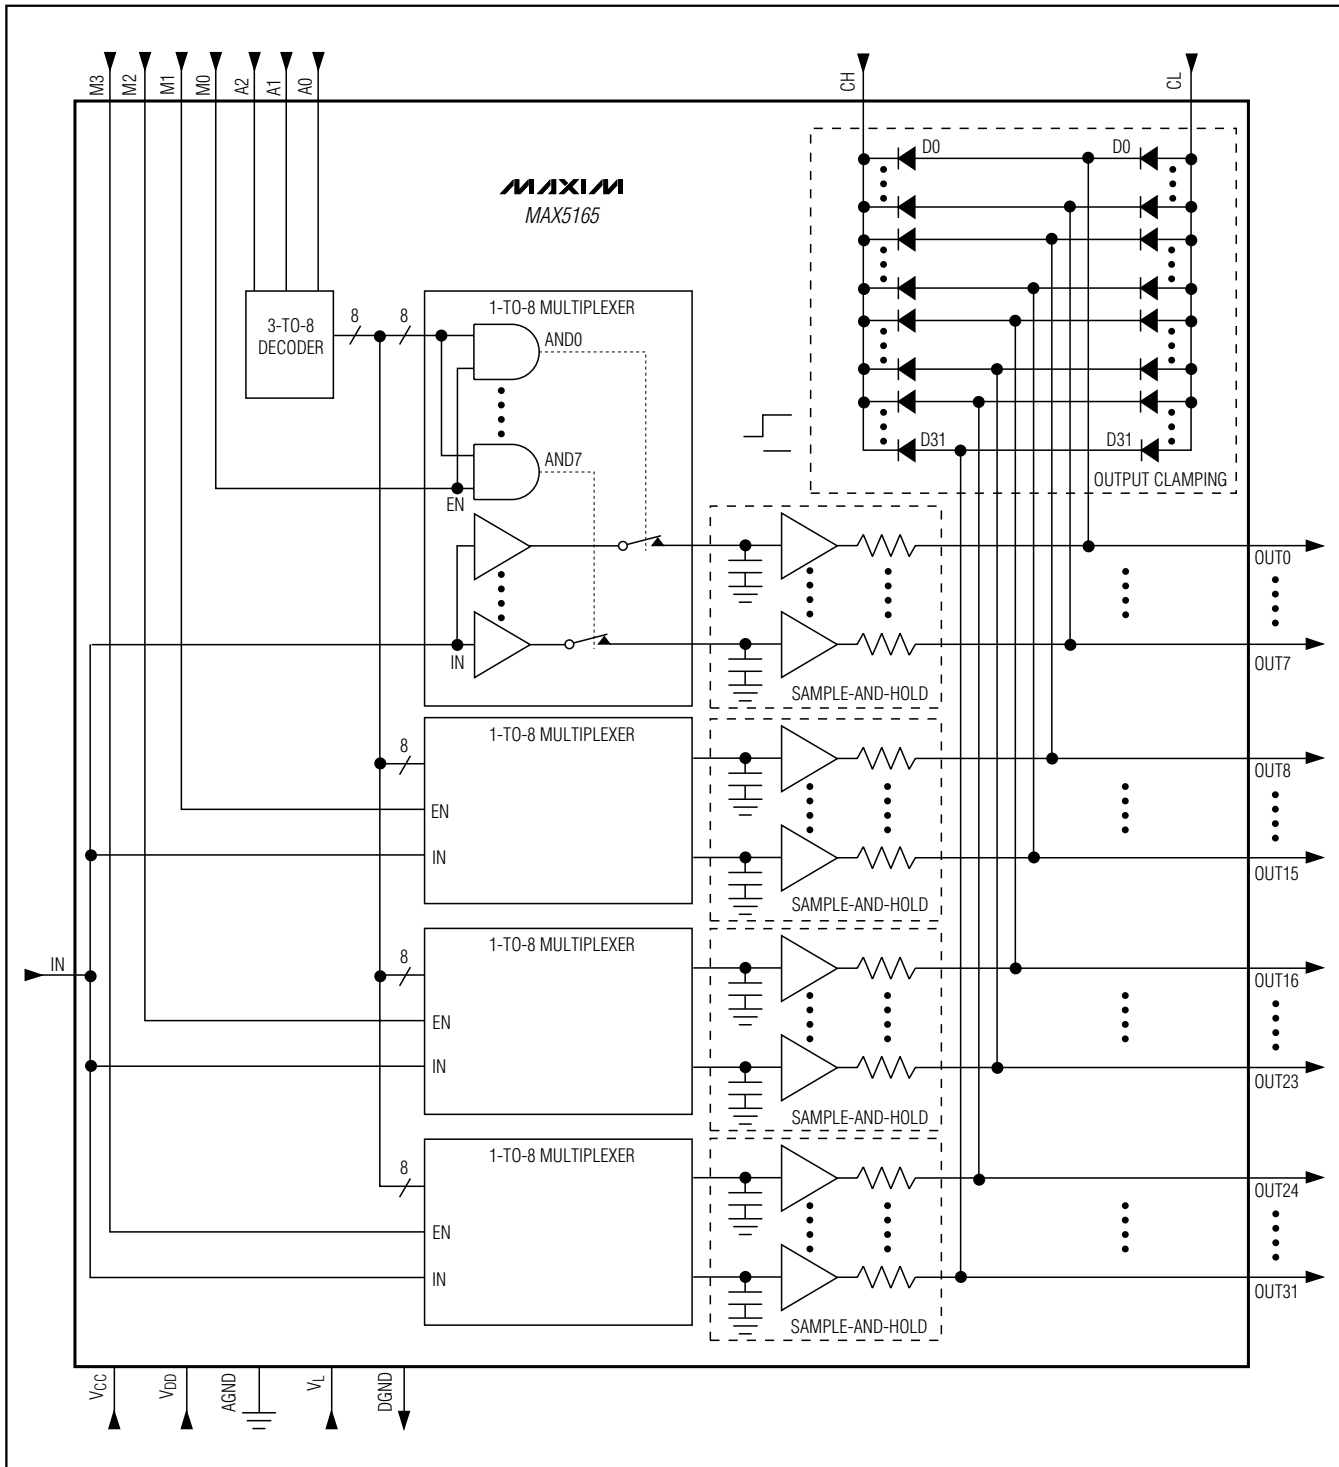 M3 M2 M1 M0 A2 A1 A0 CH CL
D0 D0
MAXIM
MAX5165
3-TO-8
DECODER
8 8
1-TO-8 MULTIPLEXER
AND0
AND7
EN
IN
D31 D31
OUTPUT CLAMPING
SAMPLE-AND-HOLD
OUT0
OUT7
1-TO-8 MULTIPLEXER
8
EN
IN
SAMPLE-AND-HOLD
OUT8
OUT15
IN
1-TO-8 MULTIPLEXER
8
EN
IN
SAMPLE-AND-HOLD
OUT16
OUT23
1-TO-8 MULTIPLEXER
8
EN
IN
SAMPLE-AND-HOLD
OUT24
OUT31
VCC VDD AGND VL DGND